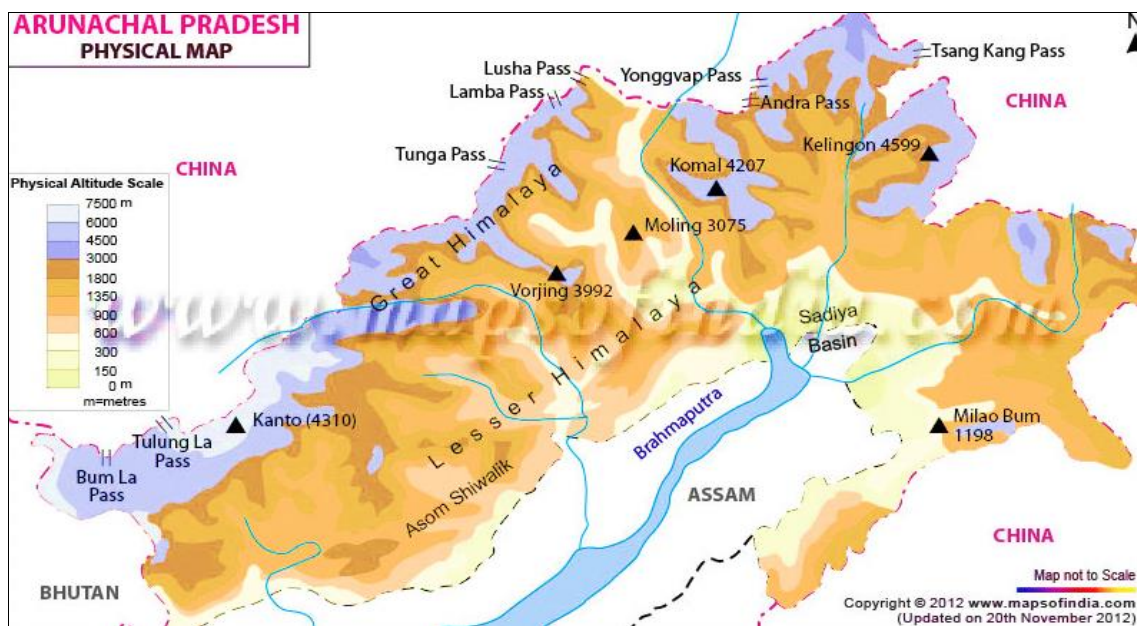 ARUNACHAL PRADESH
PHYSICAL MAP
N
Lusha Pass
Lamba Pass
Tunga Pass
Yonggvap Pass
Andra Pass
Tsang Kang Pass
CHINA
CHINA
Kelingon 4599
Komal 4207
Moling 3075
Vorjing 3992
Physical Altitude Scale
7500 m
6000
4500
3000
1800
1350
900
600
300
150
0 m
m=metres
Great Himalaya
www.mapsofindia.com
Sadiya
Basin
Lesser Himalaya
Kanto (4310)
Tulung La
Pass
Bum La
Pass
Asom Shiwalik
Brahmaputra
Milao Bum
1198
ASSAM
CHINA
BHUTAN
Map not to Scale
Copyright © 2012 www.mapsofindia.com
(Updated on 20th November 2012)